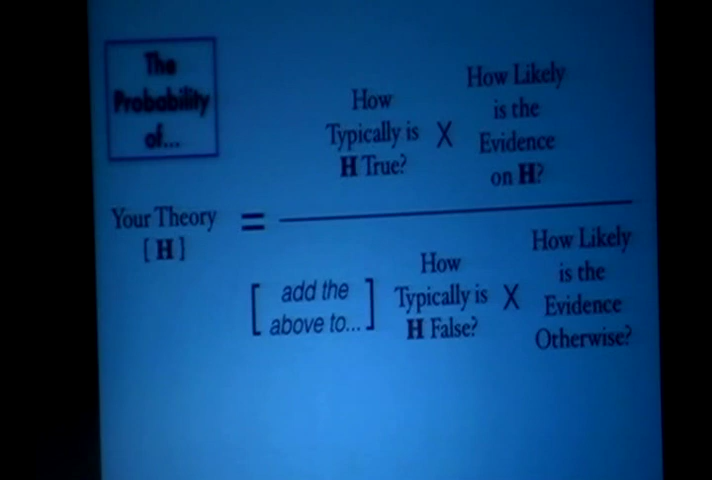 The
Probability
of...
How
Typically is
H True?
X
How Likely
is the
Evidence
on H?
Your Theory
[H]
=
[add the
above to...]
How
Typically is
H False?
X
How Likely
is the
Evidence
Otherwise?